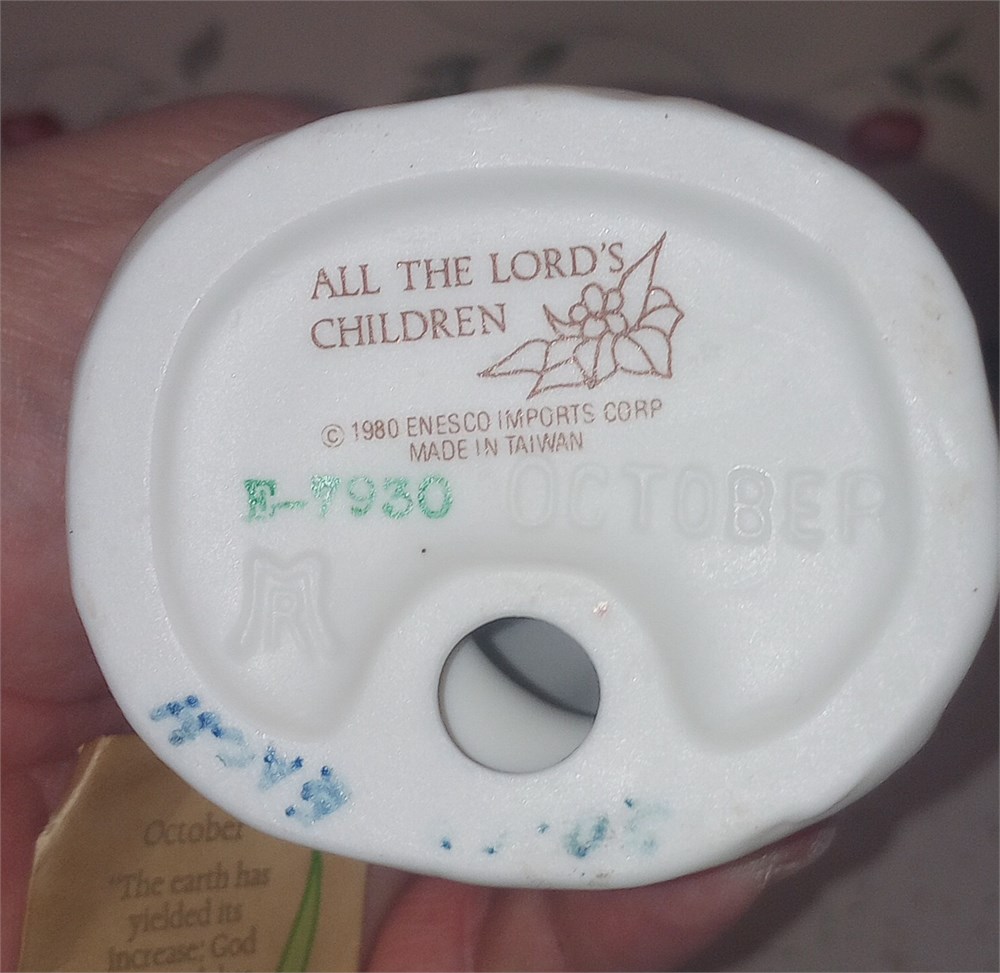 ALL THE LORD'S
CHILDREN
© 1980 ENESCO IMPORTS CORP
MADE IN TAIWAN
E-7930 OCTOBER
R
October
"The earth has
yielded its
increase; God